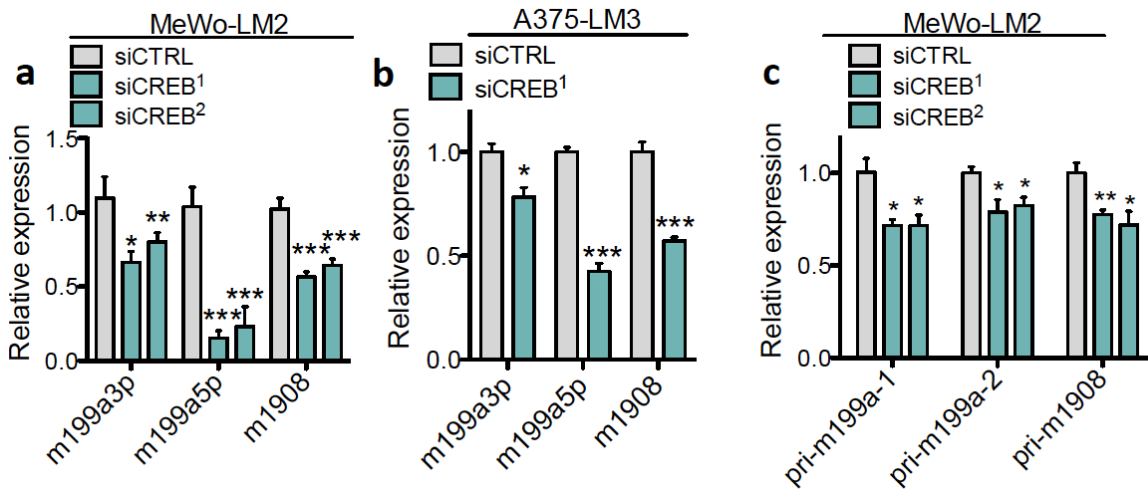 a
MeWo-LM2
siCTRL
siCREB¹
siCREB²
Relative expression
1.5
1.0
0.5
0.0
* ** *** *** *** ***
m199a3p
m199a5p
m1908
b
A375-LM3
siCTRL
siCREB¹
Relative expression
1.0
0.5
0.0
* *** ***
m199a3p
m199a5p
m1908
c
MeWo-LM2
siCTRL
siCREB¹
siCREB²
Relative expression
1.0
0.5
0.0
* * * * ** *
pri-m199a-1
pri-m199a-2
pri-m1908